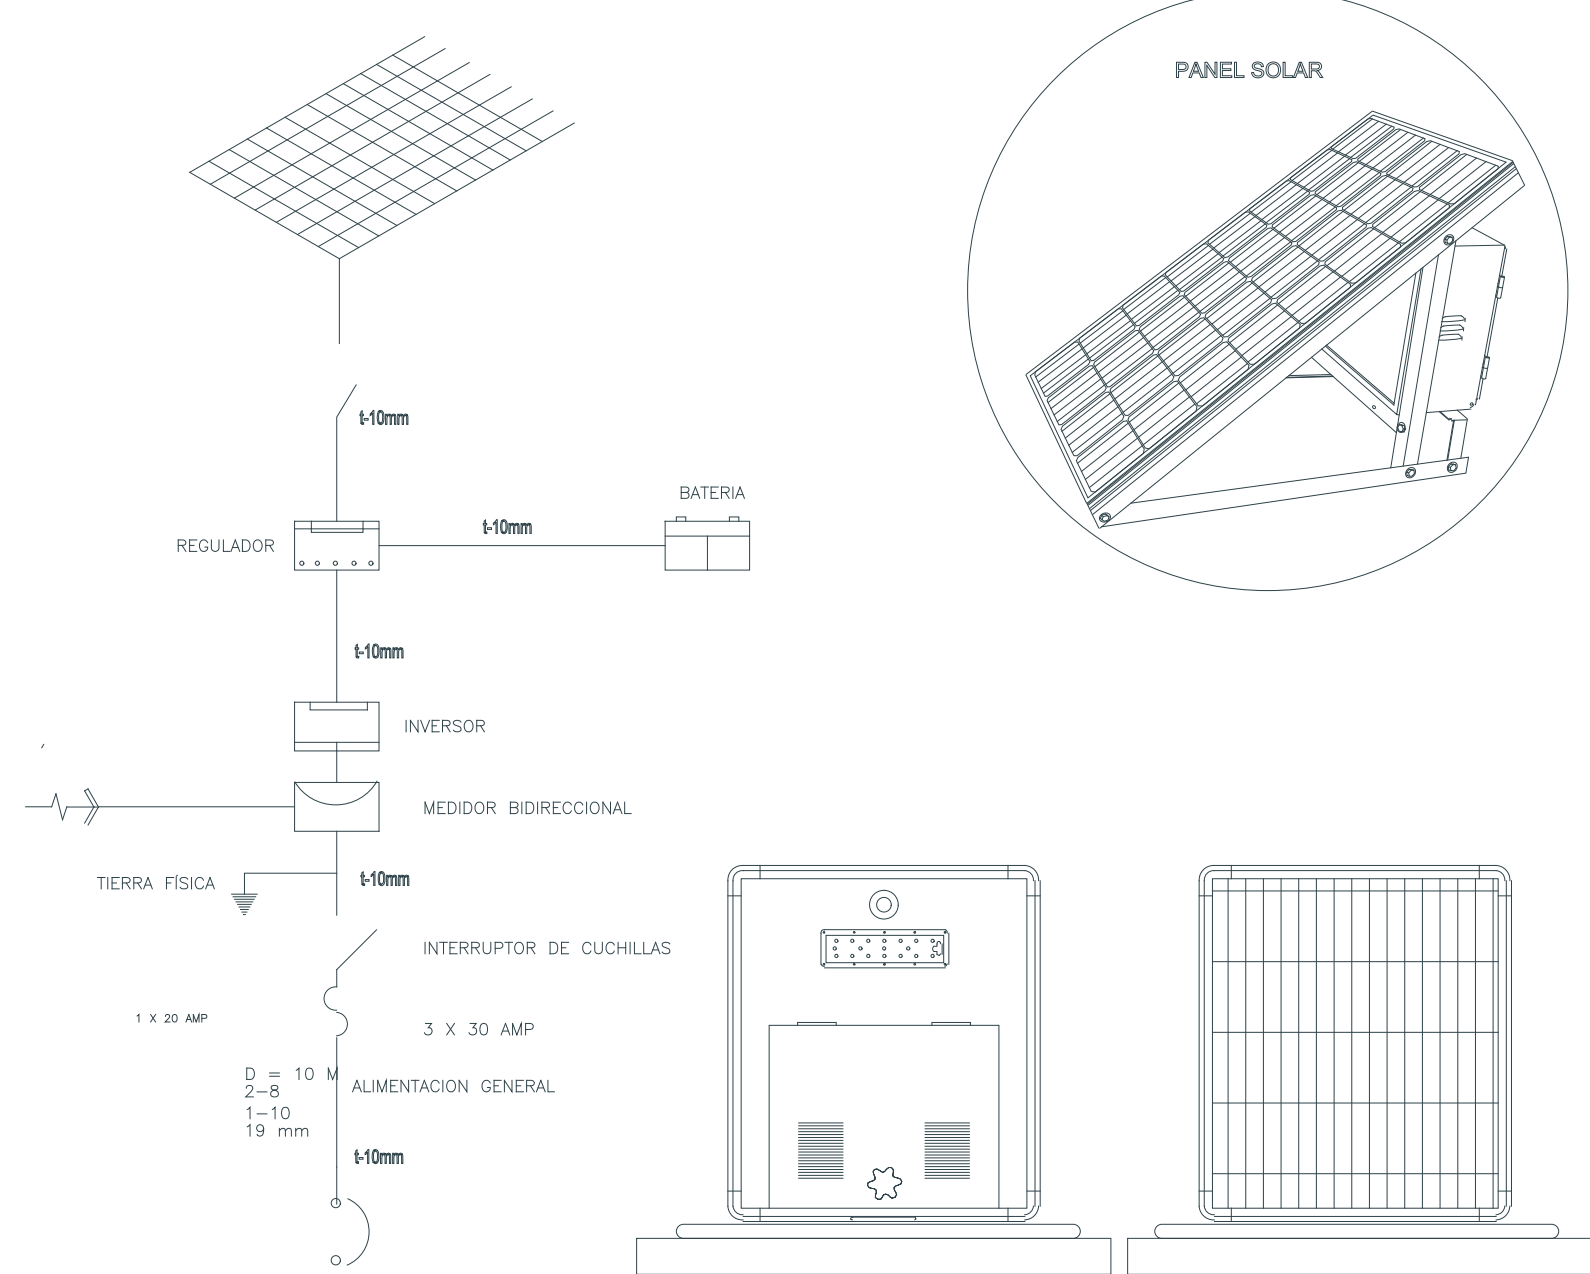 PANEL SOLAR
t-10mm
BATERIA
t-10mm
REGULADOR
t-10mm
INVERSOR
MEDIDOR BIDIRECCIONAL
TIERRA FÍSICA
t-10mm
INTERRUPTOR DE CUCHILLAS
1 X 20 AMP
3 X 30 AMP
D = 10 M
2-8
1-10
19 mm
ALIMENTACION GENERAL
t-10mm